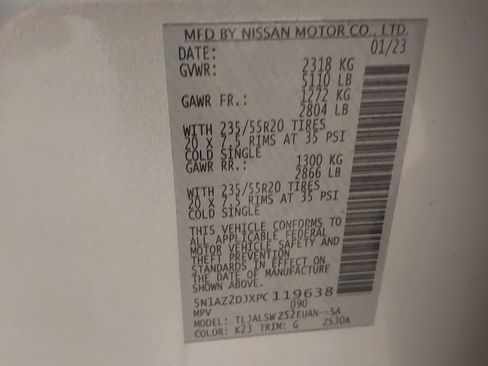 MFD BY NISSAN MOTOR CO., LTD.
DATE: 01/23
GVWR: 2318 KG
5110 LB
GAWR FR.: 1272 KG
2804 LB
WITH 235/55R20 TIRES
20 X 7.5 RIMS AT 35 PSI
COLD SINGLE
GAWR RR.: 1300 KG
2866 LB
WITH 235/55R20 TIRES
20 X 7.5 RIMS AT 35 PSI
COLD SINGLE
THIS VEHICLE CONFORMS TO
ALL APPLICABLE FEDERAL
MOTOR VEHICLE SAFETY AND
THEFT PREVENTION
STANDARDS IN EFFECT ON
THE DATE OF MANUFACTURE
SHOWN ABOVE.
5N1AZ2DJXPC119638
MPV 090
MODEL: TLJALSWZS2EUAN--SA
COLOR: K23 TRIM: G ZS30A